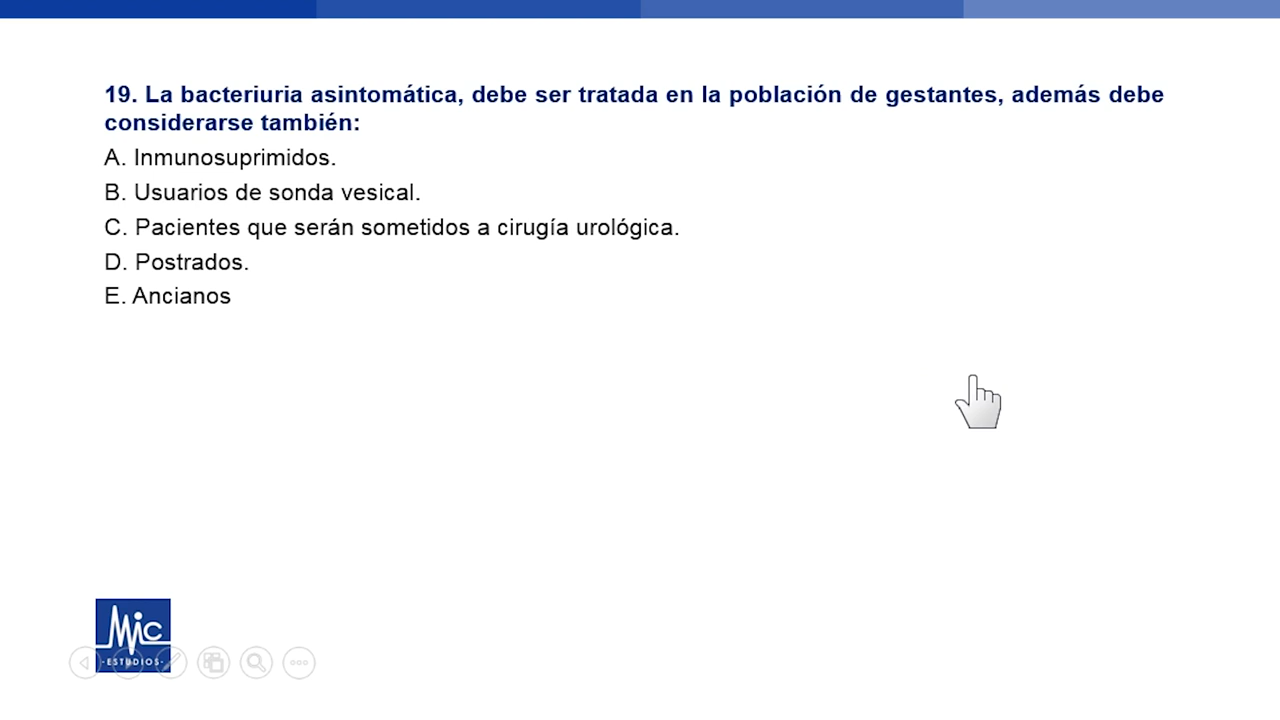 19. La bacteriuria asintomática, debe ser tratada en la población de gestantes, además debe
considerarse también:
A. Inmunosuprimidos.
B. Usuarios de sonda vesical.
C. Pacientes que serán sometidos a cirugía urológica.
D. Postrados.
E. Ancianos
Mic
-ESTUDIOS-